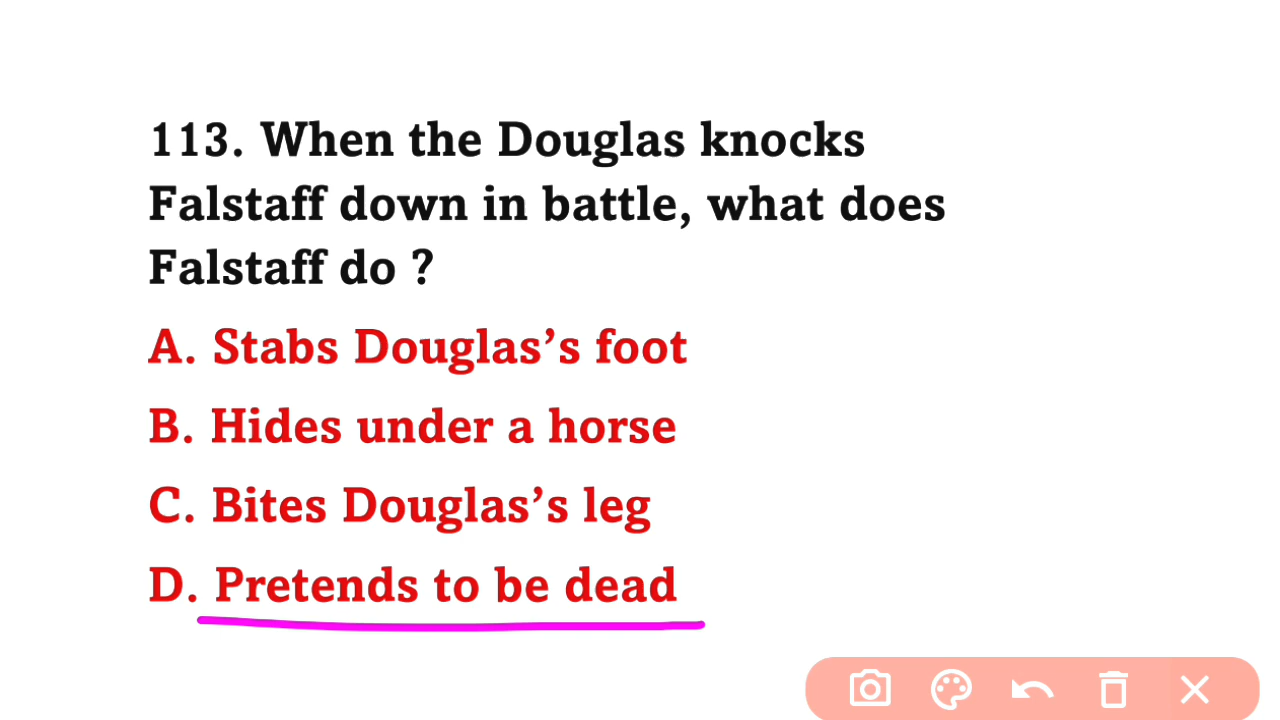 113. When the Douglas knocks
Falstaff down in battle, what does
Falstaff do ?
A. Stabs Douglas’s foot
B. Hides under a horse
C. Bites Douglas’s leg
D. Pretends to be dead